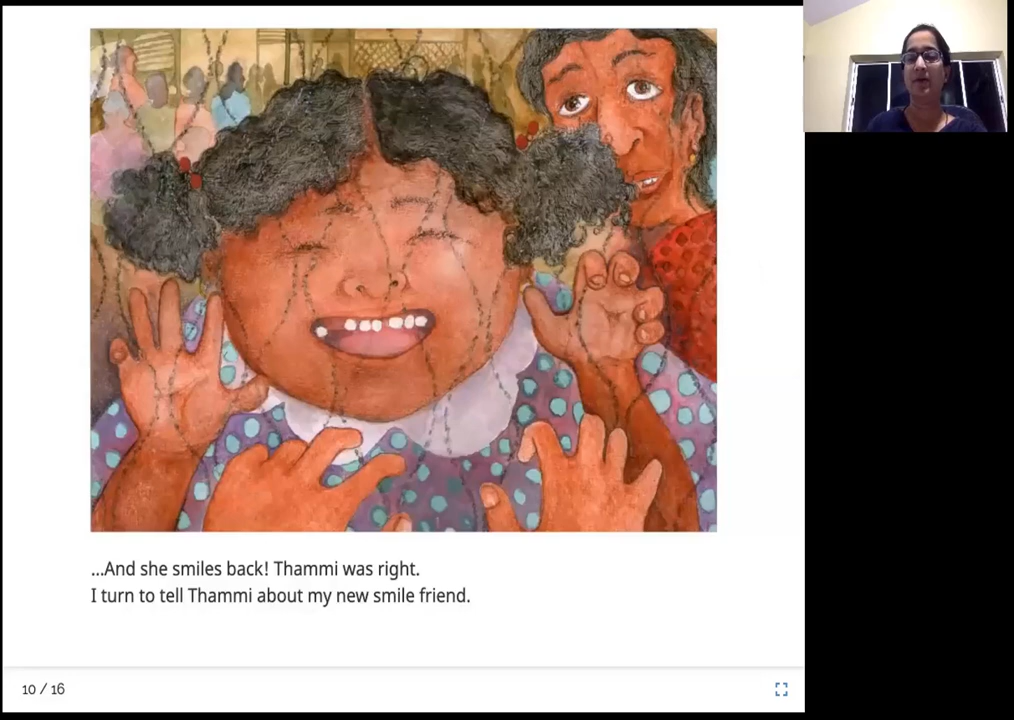 ...And she smiles back! Thammi was right.
I turn to tell Thammi about my new smile friend.
10 / 16